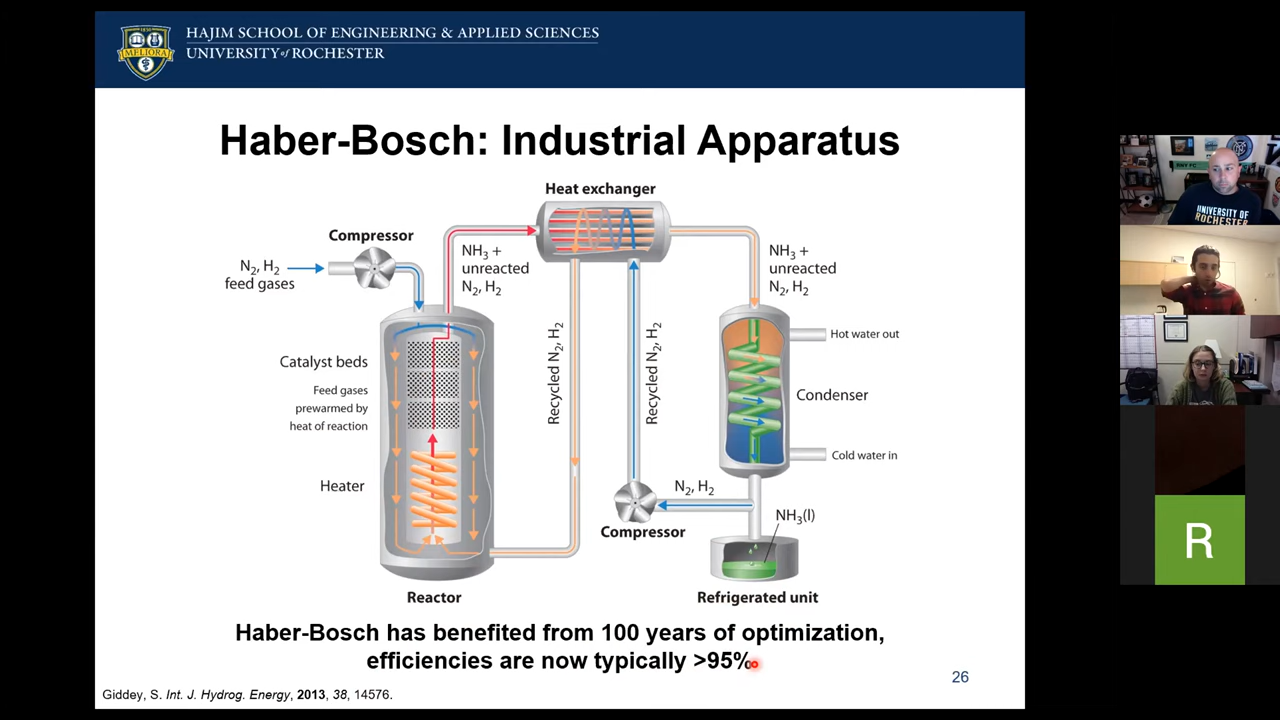 HAJIM SCHOOL OF ENGINEERING & APPLIED SCIENCES
UNIVERSITY of ROCHESTER
MELIORA
Haber-Bosch: Industrial Apparatus
Heat exchanger
Compressor
N₂, H₂
feed gases
NH₃ +
unreacted
N₂, H₂
NH₃ +
unreacted
N₂, H₂
Catalyst beds
Feed gases
prewarmed by
heat of reaction
Heater
Recycled N₂, H₂
Recycled N₂, H₂
Hot water out
Condenser
Cold water in
N₂, H₂
Compressor
NH₃(l)
Reactor
Refrigerated unit
Haber-Bosch has benefited from 100 years of optimization,
efficiencies are now typically >95%
Giddey, S. Int. J. Hydrog. Energy, 2013, 38, 14576.
26
UNIVERSITY OF
ROCHESTER
R